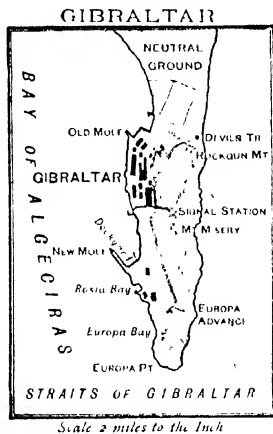 GIBRALTAR
NEUTRAL
GROUND
BAY OF ALGECIRAS
OLD MOLE
DEVILS TR
ROCKGUN MT
GIBRALTAR
SIGNAL STATION
MT MISERY
Dockyard
NEW MOLE
Rosia Bay
EUROPA
ADVANCE
Europa Bay
EUROPA PT
STRAITS OF GIBRALTAR
Scale 2 miles to the Inch